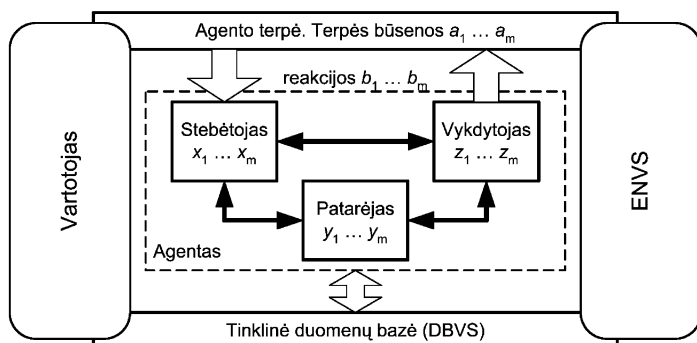 Agento terpė. Terpės būsenos a₁ … aₘ
reakcijos b₁ … bₘ
Vartotojas
Stebėtojas
x₁ … xₘ
Vykdytojas
z₁ … zₘ
ENVS
Patarėjas
y₁ … yₘ
Agentas
Tinklinė duomenų bazė (DBVS)